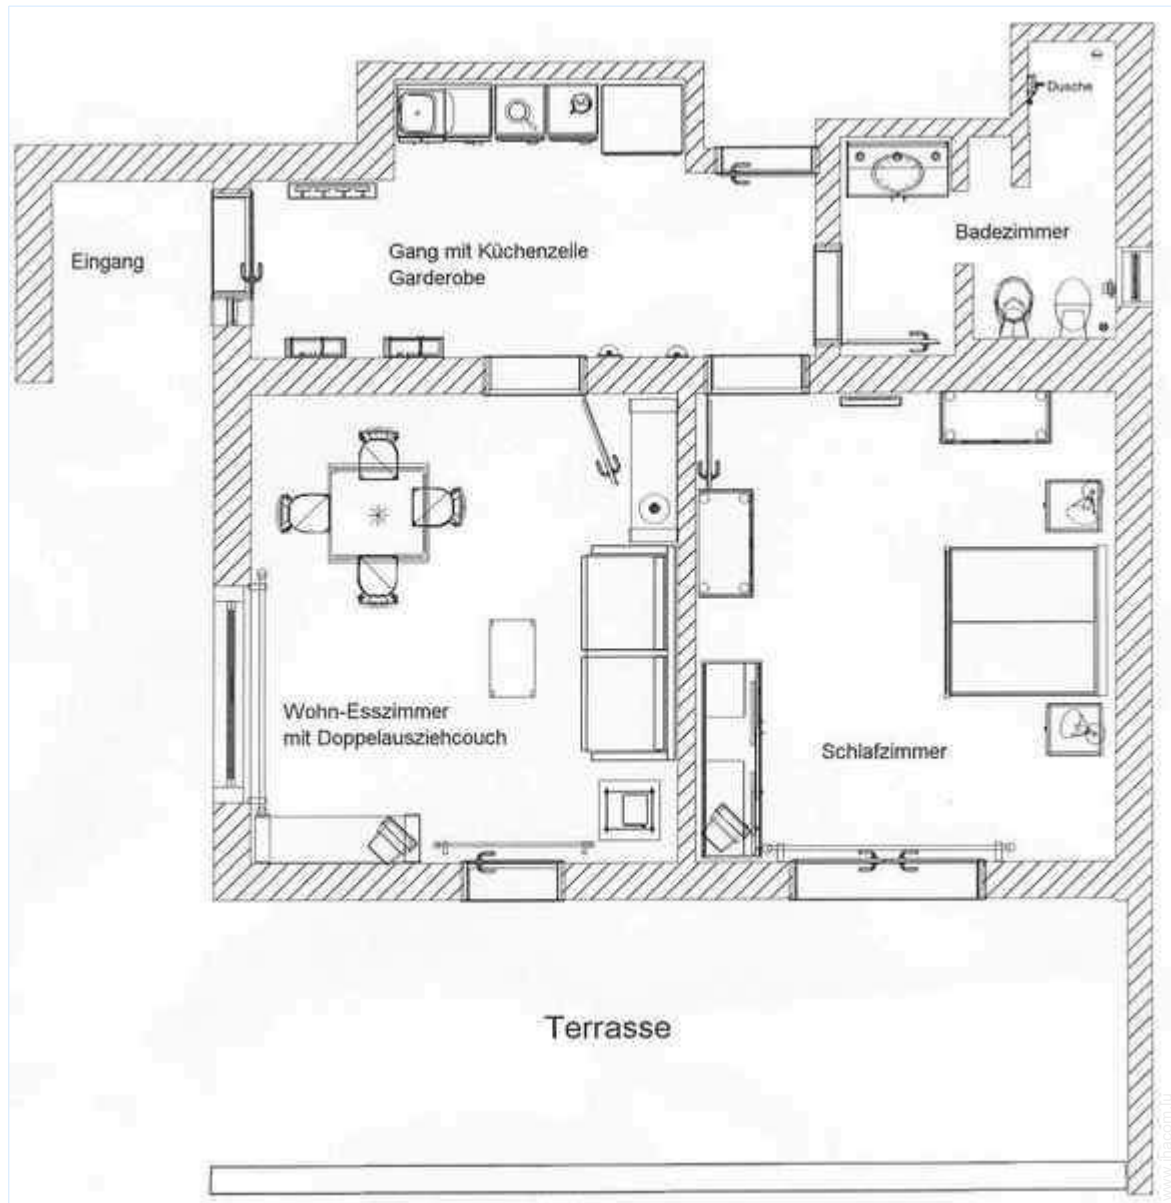 Dusche
Badezimmer
Eingang
Gang mit Küchenzeile
Garderobe
Wohn-Esszimmer
mit Doppelausziehcouch
Schlafzimmer
Terrasse